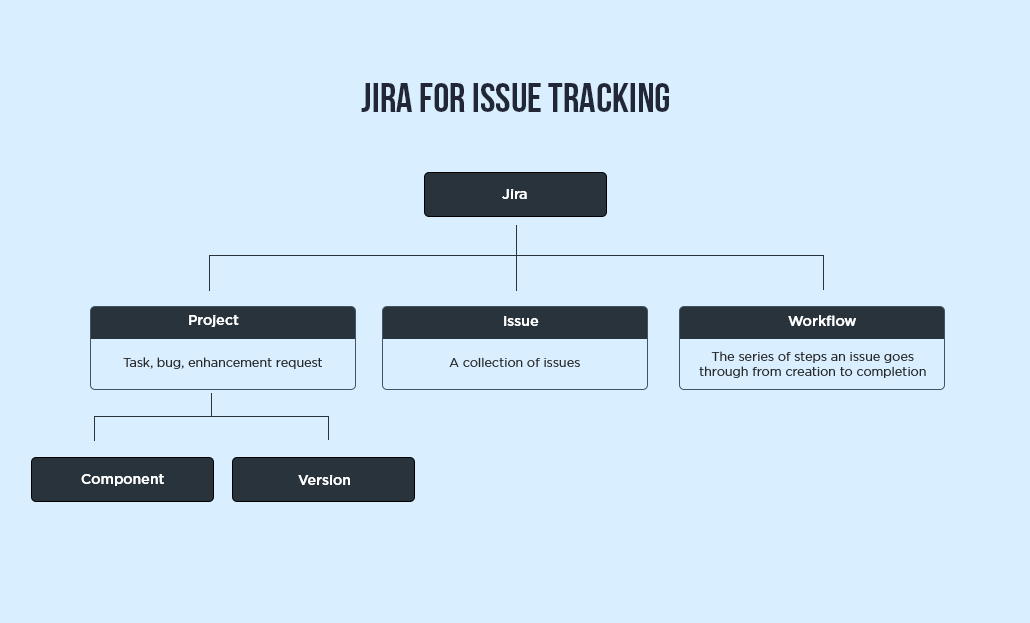 JIRA FOR ISSUE TRACKING
Jira
Project
Task, bug, enhancement request
Issue
A collection of issues
Workflow
The series of steps an issue goes
through from creation to completion
Component
Version